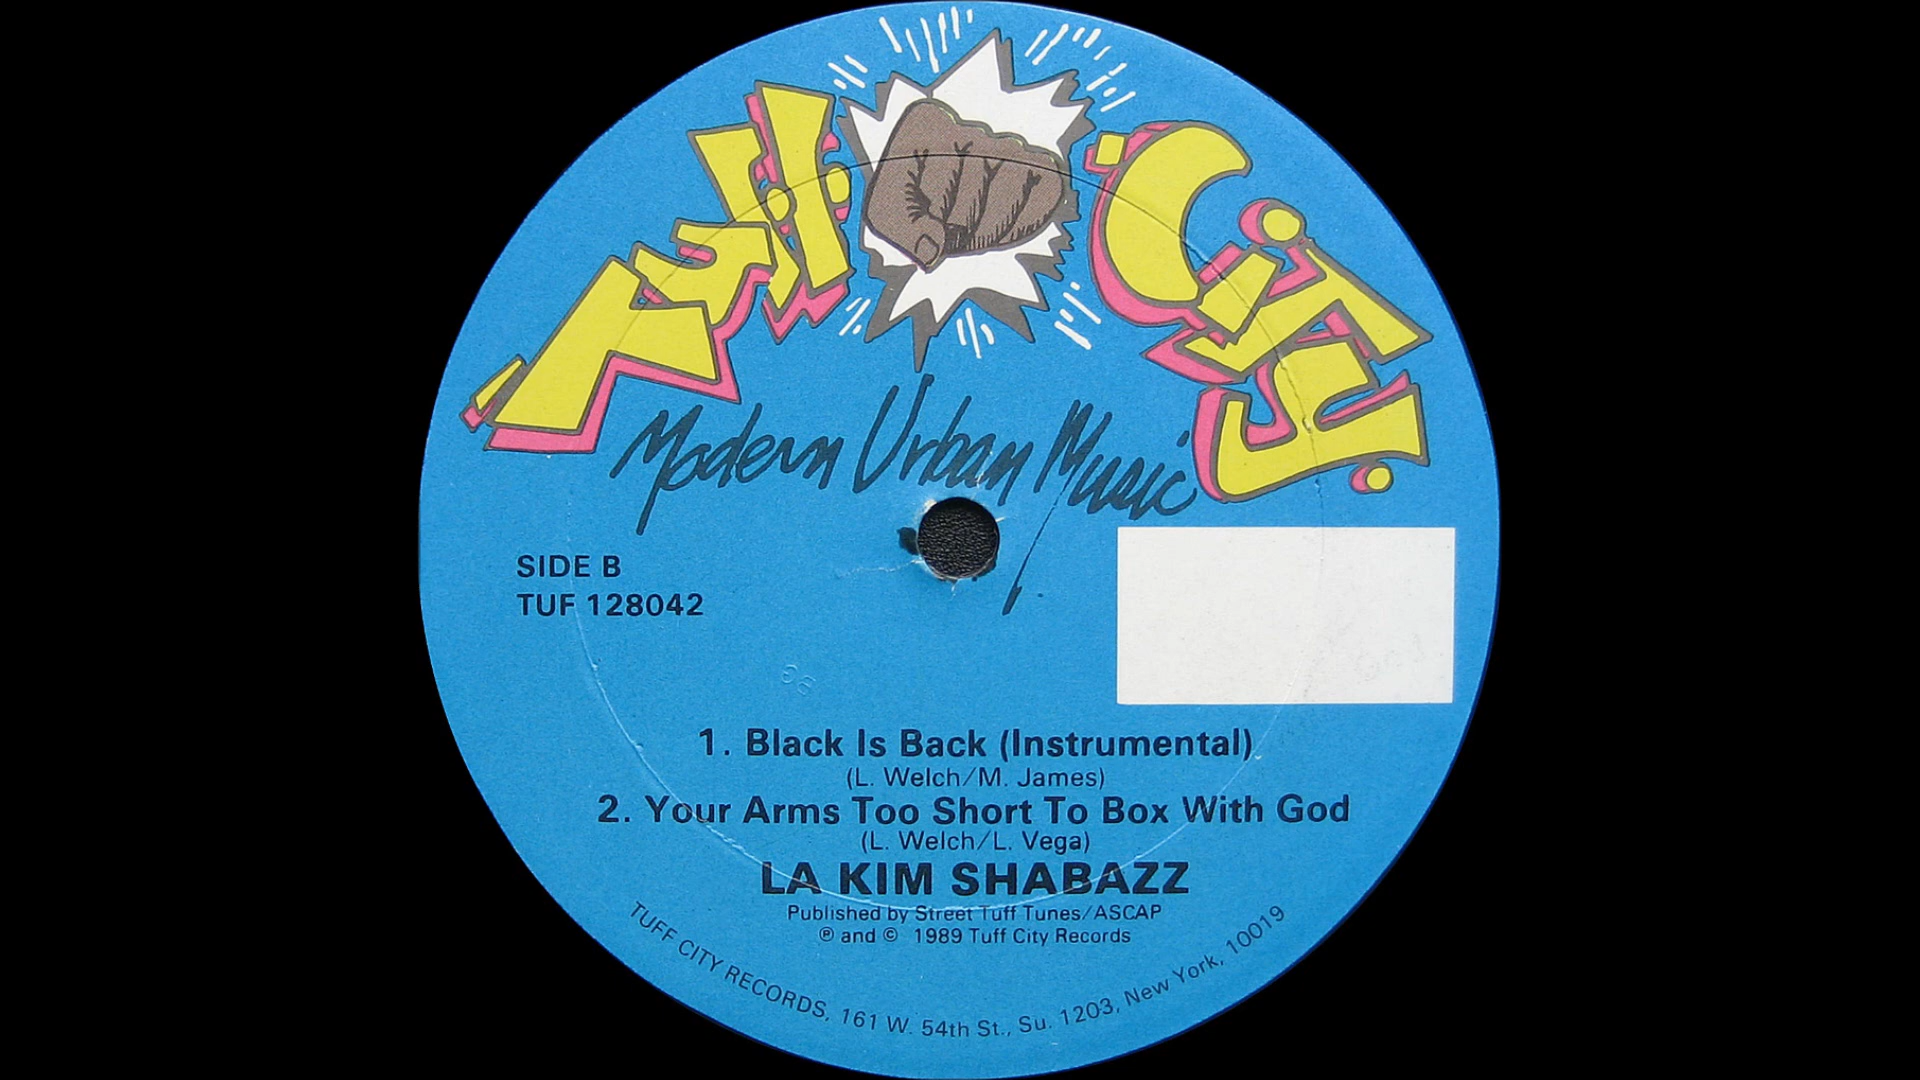 Tuff City
Modern Urban Music
SIDE B
TUF 128042
1. Black Is Back (Instrumental)
(L. Welch/M. James)
2. Your Arms Too Short To Box With God
(L. Welch/L. Vega)
LA KIM SHABAZZ
Published by Street Tuff Tunes/ASCAP
℗ and © 1989 Tuff City Records
TUFF CITY RECORDS, 161 W. 54th St., Su. 1203, New York, 10019